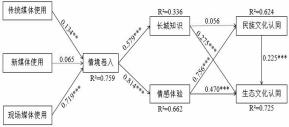 传统媒体使用
新媒体使用
现场媒体使用
0.134**
0.065
0.719***
情境卷入
R²=0.759
0.579***
0.814***
R²=0.336
长城知识
情感体验
R²=0.662
0.056
0.275***
0.756***
0.470***
R²=0.624
民族文化认同
0.225***
生态文化认同
R²=0.725